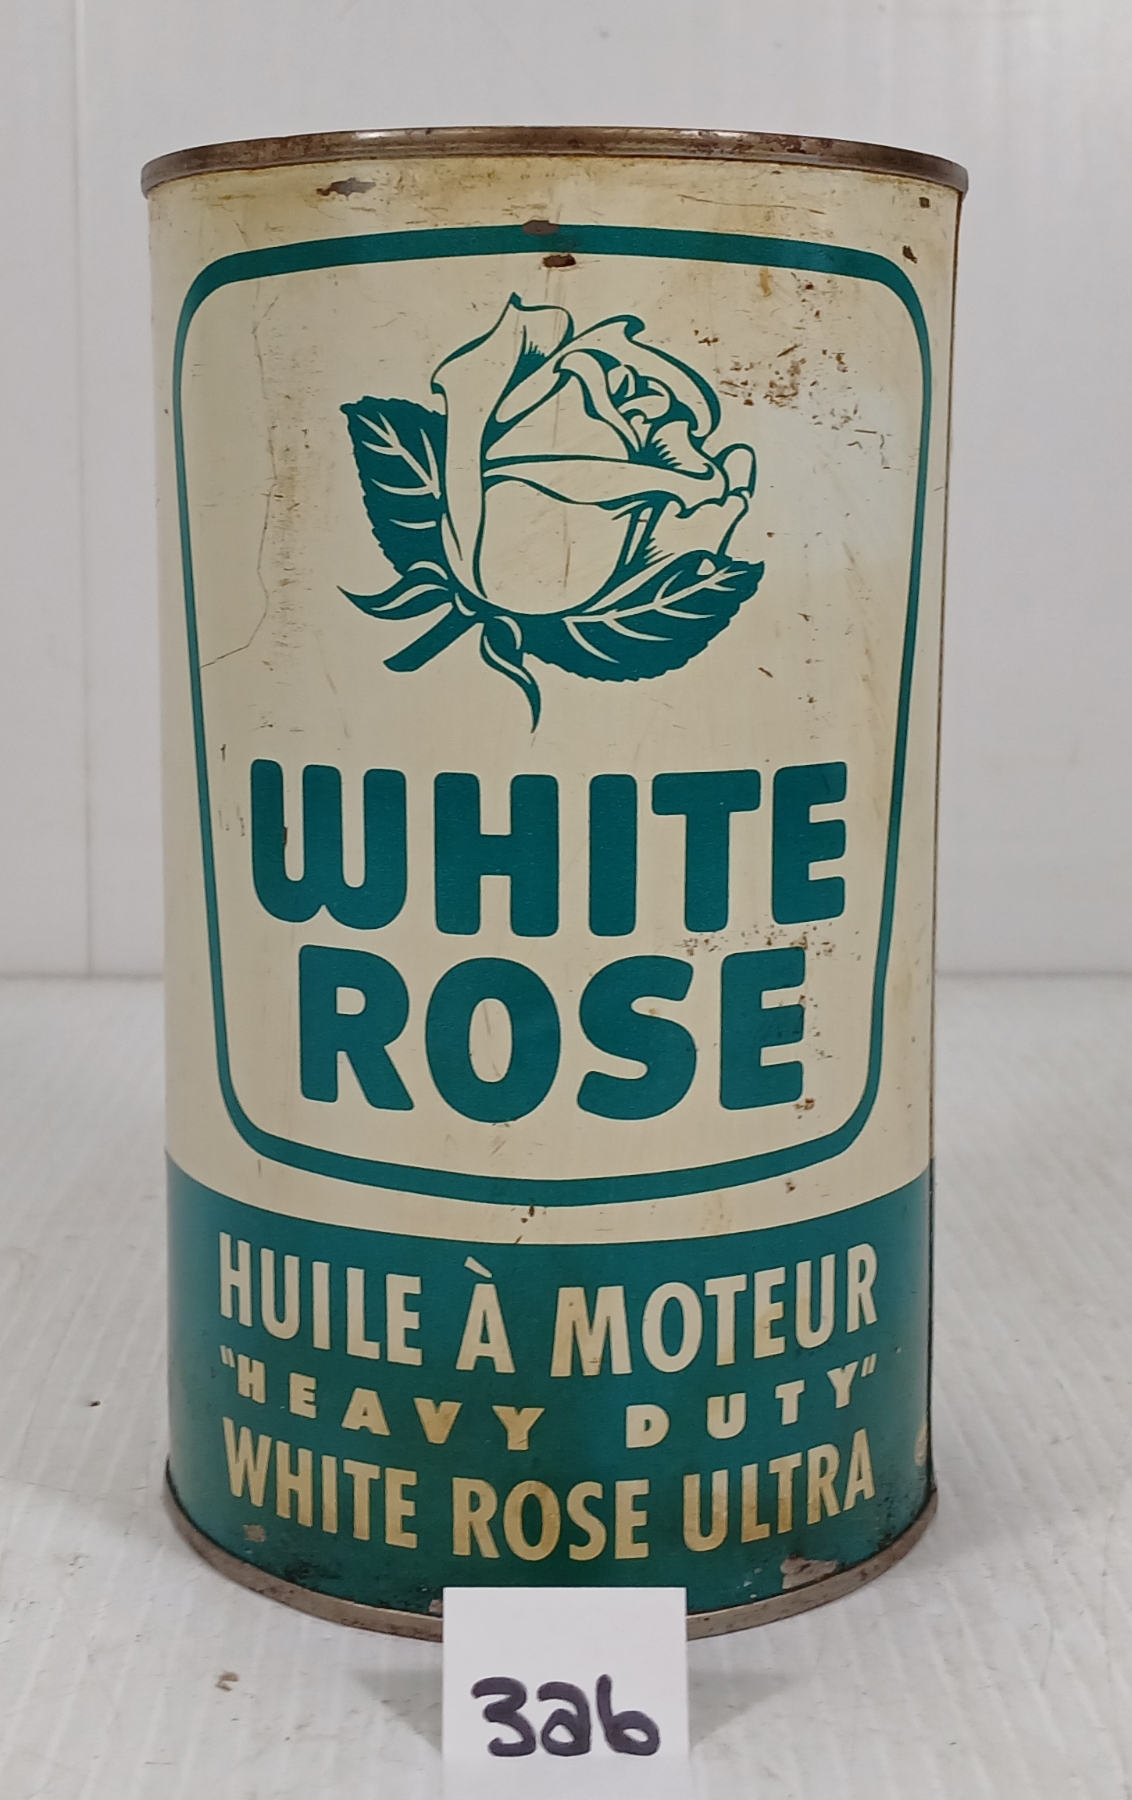 WHITE
ROSE
HUILE À MOTEUR
"HEAVY DUTY"
WHITE ROSE ULTRA
326